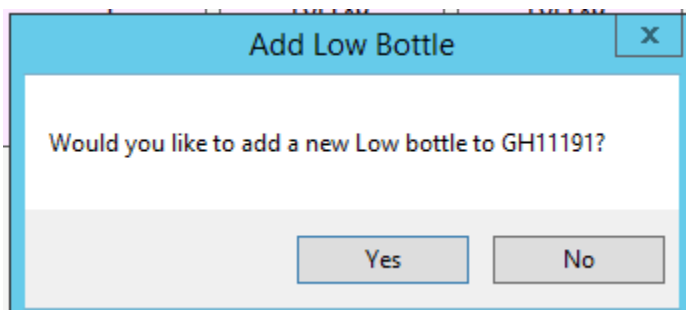 Add Low Bottle
x
Would you like to add a new Low bottle to GH11191?
Yes
No